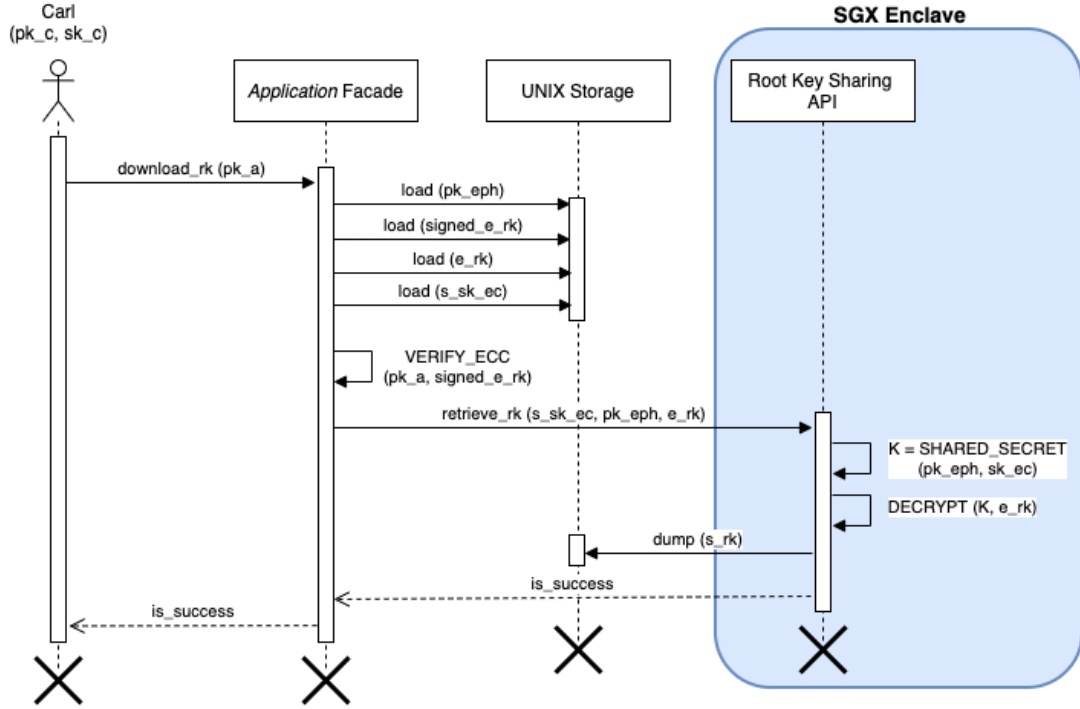 Carl
(pk_c, sk_c)
SGX Enclave
Application Facade
UNIX Storage
Root Key Sharing
API
download_rk (pk_a)
load (pk_eph)
load (signed_e_rk)
load (e_rk)
load (s_sk_ec)
VERIFY_ECC
(pk_a, signed_e_rk)
retrieve_rk (s_sk_ec, pk_eph, e_rk)
K = SHARED_SECRET
(pk_eph, sk_ec)
DECRYPT (K, e_rk)
dump (s_rk)
is_success
is_success